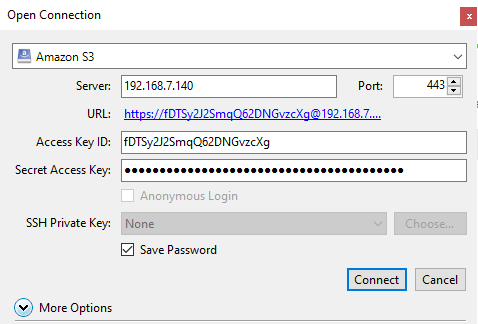 Open Connection
Amazon S3
Server: 192.168.7.140 Port: 443
URL: https://fDTSy2J2SmqQ62DNGvzcXg@192.168.7....
Access Key ID: fDTSy2J2SmqQ62DNGvzcXg
Secret Access Key: ●●●●●●●●●●●●●●●●●●●●●●●●●●●●●●●●●●●●●●●●
Anonymous Login
SSH Private Key: None Choose...
Save Password
Connect Cancel
More Options